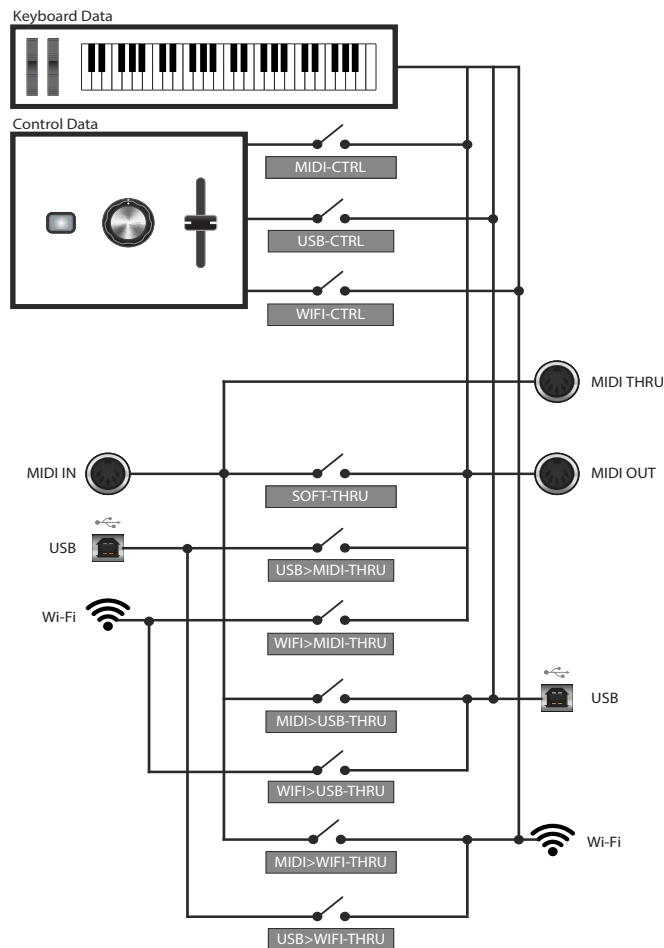 Keyboard Data
Control Data
MIDI-CTRL
USB-CTRL
WIFI-CTRL
MIDI THRU
MIDI IN
SOFT-THRU
MIDI OUT
USB
USB>MIDI-THRU
Wi-Fi
WIFI>MIDI-THRU
MIDI>USB-THRU
USB
WIFI>USB-THRU
MIDI>WIFI-THRU
Wi-Fi
USB>WIFI-THRU